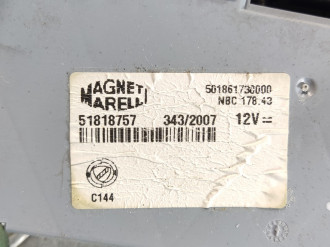 MAGNETI
MARELLI
501861730000
NBC 178.43
51818757 343/2007 12V
C144